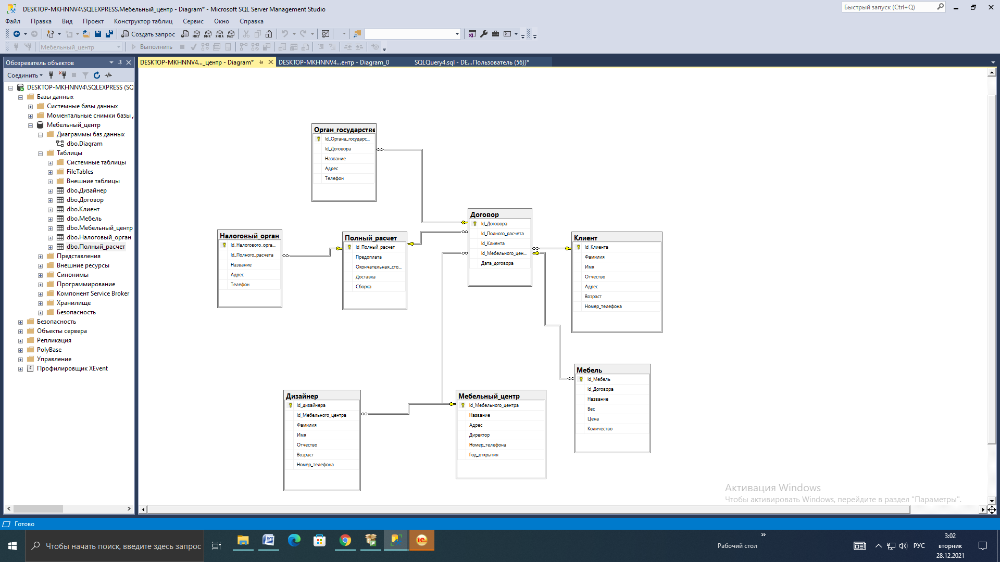 DESKTOP-MKHNNV4\SQLEXPRESS.Мебельный_центр - Diagram* - Microsoft SQL Server Management Studio
Быстрый запуск (Ctrl+Q)
Файл Правка Вид Проект Конструктор таблиц Сервис Окно Справка
Создать запрос
MDX DMX XMLA DAX
Мебельный_центр
Выполнить
Обозреватель объектов
DESKTOP-MKHNNV4..._центр - Diagram*
DESKTOP-MKHNNV4...ентр - Diagram_0
SQLQuery4.sql - DE...Пользователь (56))*
Соединить
DESKTOP-MKHNNV4\SQLEXPRESS (SQ
Базы данных
Системные базы данных
Моментальные снимки базы
Мебельный_центр
Диаграммы баз данных
dbo.Diagram
Таблицы
Системные таблицы
FileTables
Внешние таблицы
dbo.Дизайнер
dbo.Договор
dbo.Клиент
dbo.Мебель
dbo.Мебельный_центр
dbo.Налоговый_орган
dbo.Полный_расчет
Представления
Внешние ресурсы
Синонимы
Программирование
Компонент Service Broker
Хранилище
Безопасность
Безопасность
Объекты сервера
Репликация
PolyBase
Управление
Профилировщик XEvent
Орган_государстве
Id_Органа_государс...
Id_Договора
Название
Адрес
Телефон
Налоговый_орган
Id_Налогового_орга...
Id_Полного_расчета
Название
Адрес
Телефон
Полный_расчет
Id_Полный_расчет
Предоплата
Окончательная_сто...
Доставка
Сборка
Договор
Id_Договора
Id_Полного_расчета
Id_Клиента
Id_Мебельного_цен...
Дата_договора
Клиент
Id_Клиента
Фамилия
Имя
Отчество
Адрес
Возраст
Номер_телефона
Дизайнер
Id_дизайнера
Id_Мебельного_центра
Фамилия
Имя
Отчество
Возраст
Номер_телефона
Мебельный_центр
Id_Мебельного_центра
Название
Адрес
Директор
Номер_телефона
Год_открытия
Мебель
Id_Мебель
Id_Договора
Название
Вес
Цена
Количество
Активация Windows
Чтобы активировать Windows, перейдите в раздел "Параметры".
Готово
Чтобы начать поиск, введите здесь запрос
Рабочий стол
РУС
3:02
вторник
28.12.2021